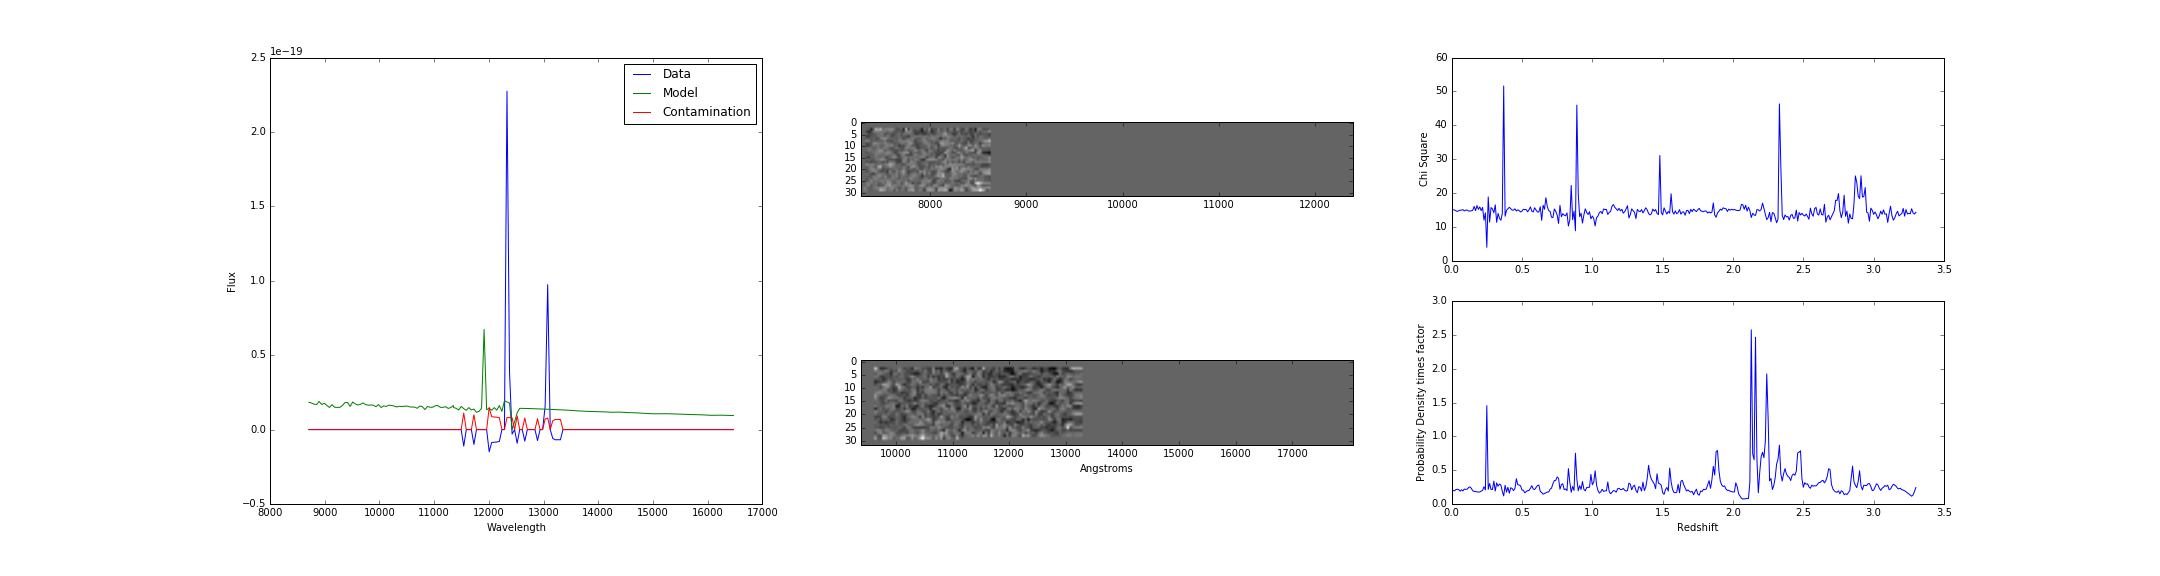 1e−19
2.5
2.0
1.5
1.0
0.5
0.0
−0.5
Flux
Data
Model
Contamination
8000 9000 10000 11000 12000 13000 14000 15000 16000 17000
Wavelength
0
5
10
15
20
25
30
8000 9000 10000 11000 12000
0
5
10
15
20
25
30
10000 11000 12000 13000 14000 15000 16000 17000
Angstroms
60
50
40
30
20
10
0
Chi Square
0.0 0.5 1.0 1.5 2.0 2.5 3.0 3.5
3.0
2.5
2.0
1.5
1.0
0.5
0.0
Probability Density times factor
0.0 0.5 1.0 1.5 2.0 2.5 3.0 3.5
Redshift